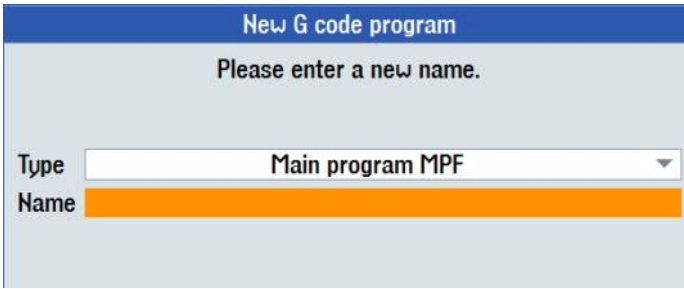 New G code program
Please enter a new name.
Type Main program MPF
Name